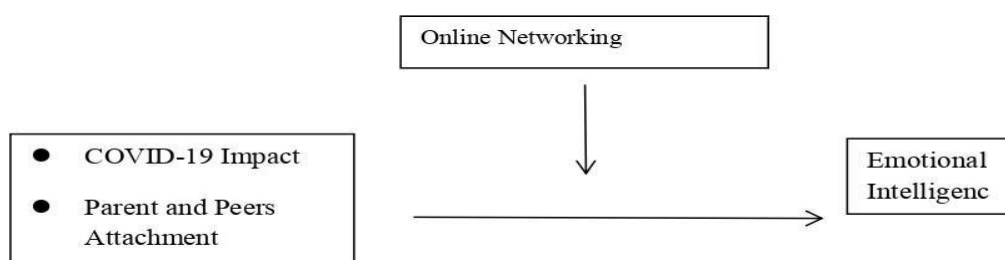 Online Networking
● COVID-19 Impact
● Parent and Peers
Attachment
Emotional
Intelligenc